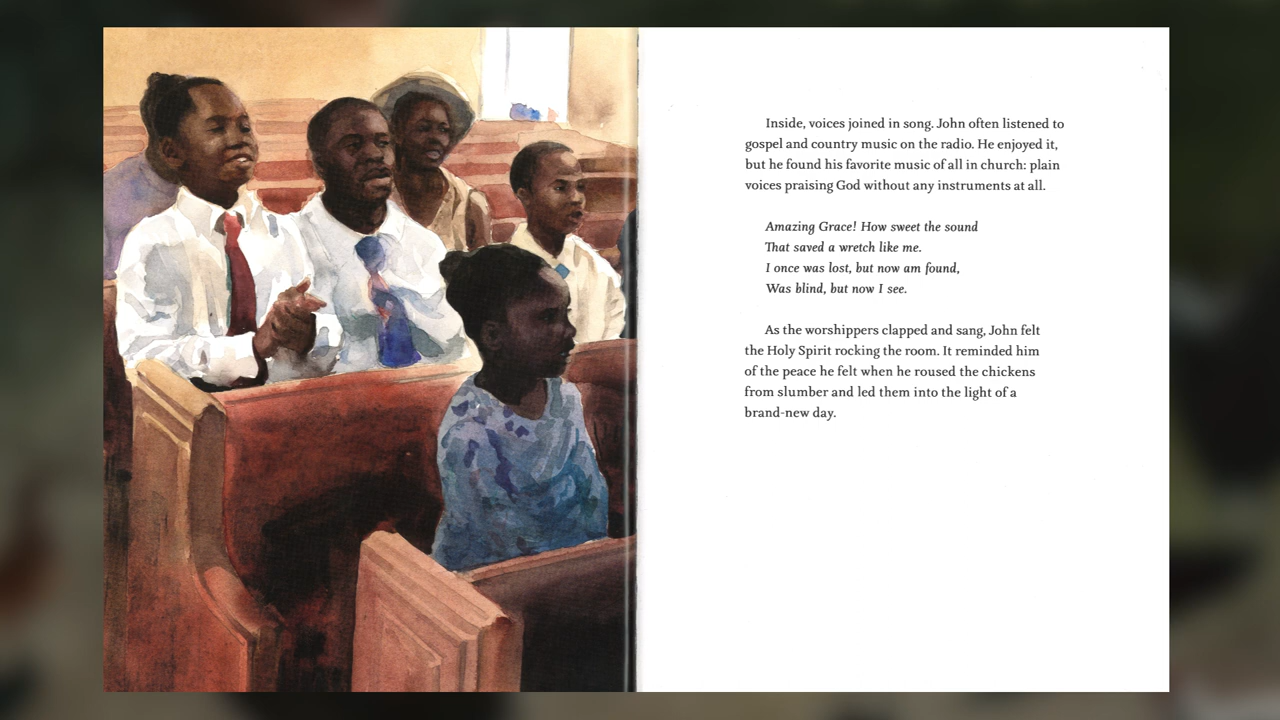 Inside, voices joined in song. John often listened to
gospel and country music on the radio. He enjoyed it,
but he found his favorite music of all in church: plain
voices praising God without any instruments at all.
Amazing Grace! How sweet the sound
That saved a wretch like me.
I once was lost, but now am found,
Was blind, but now I see.
As the worshippers clapped and sang, John felt
the Holy Spirit rocking the room. It reminded him
of the peace he felt when he roused the chickens
from slumber and led them into the light of a
brand-new day.